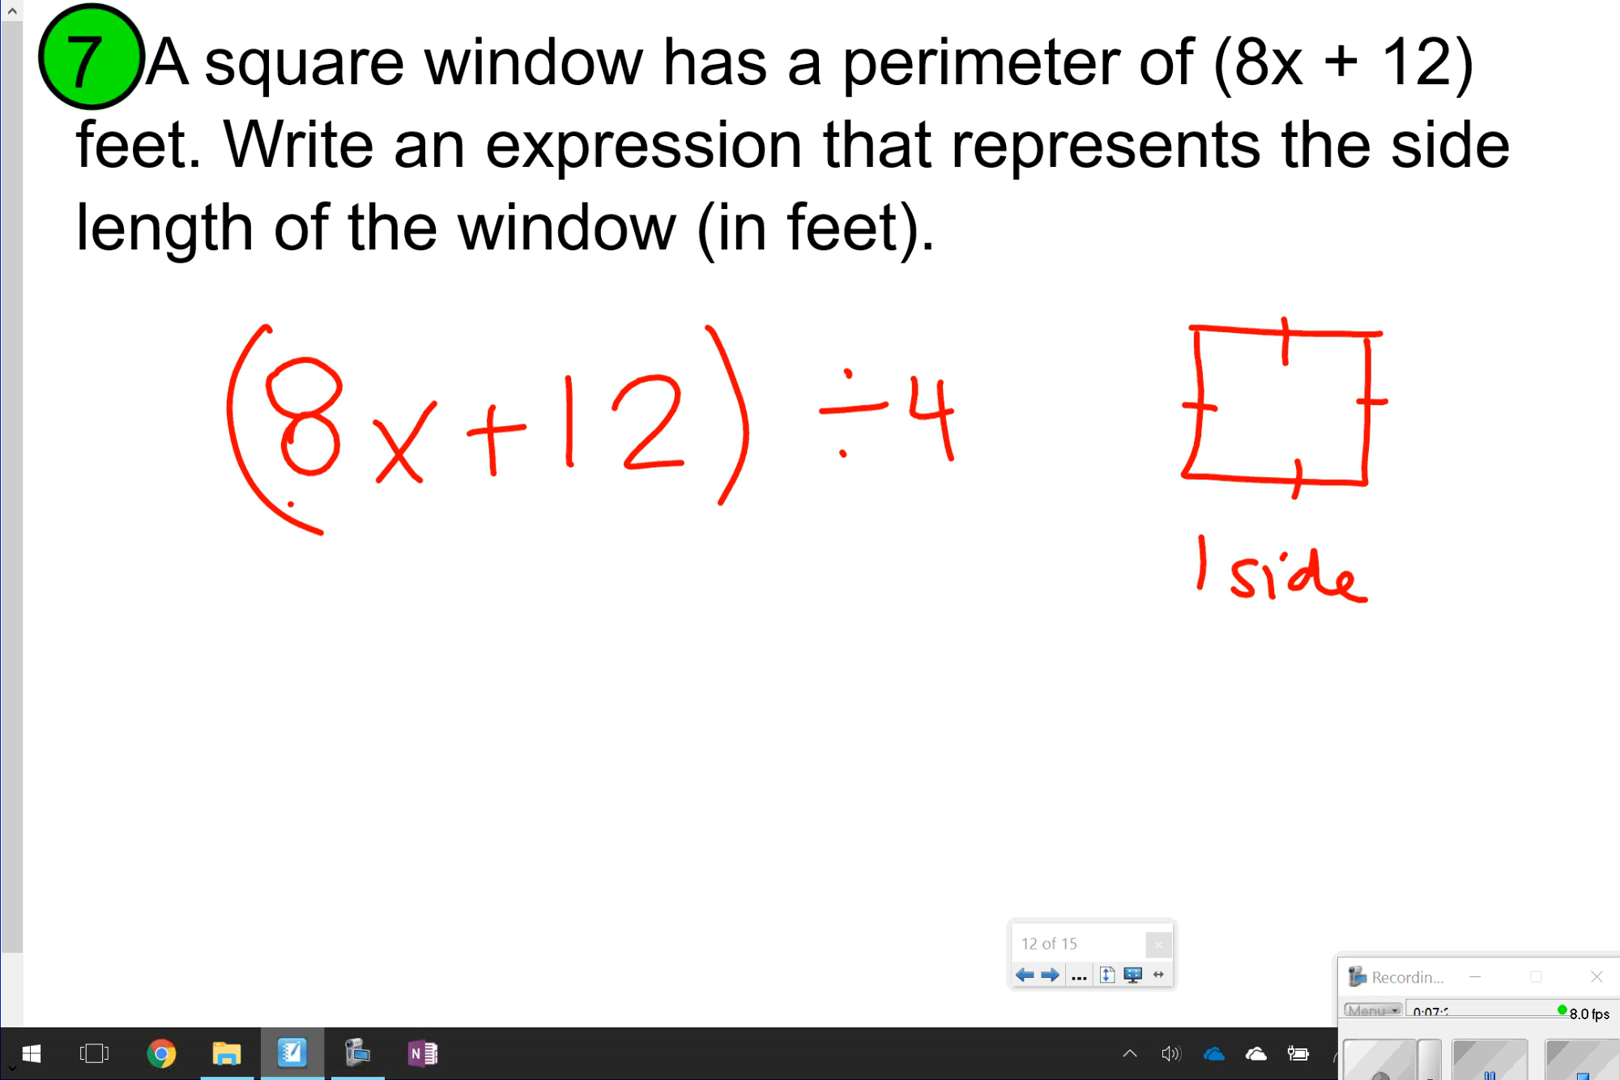 7 A square window has a perimeter of (8x + 12)
feet. Write an expression that represents the side
length of the window (in feet).
(8x+12) ÷4
1 side
12 of 15
...
Recordin...
Menu
8.0 fps
N